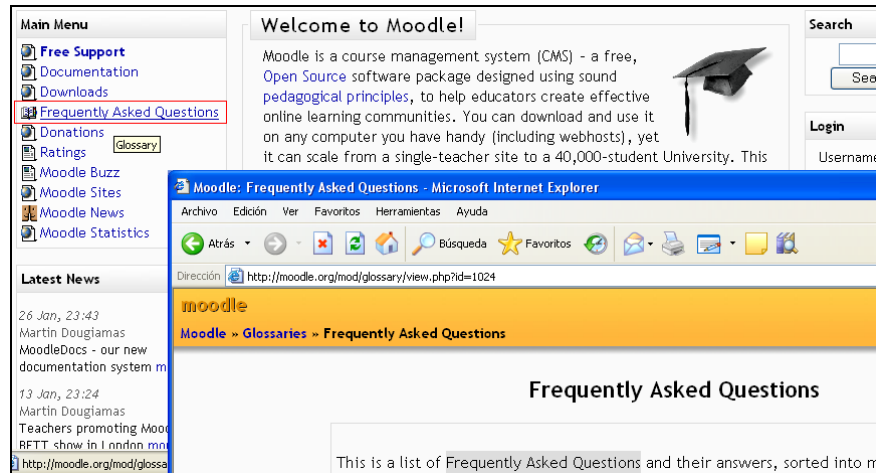 Main Menu
Free Support
Documentation
Downloads
Frequently Asked Questions
Donations
Glossary
Ratings
Moodle Buzz
Moodle Sites
Moodle News
Moodle Statistics
Latest News
26 Jan, 23:43
Martin Dougiamas
MoodleDocs - our new
documentation system
13 Jan, 23:24
Martin Dougiamas
Teachers promoting
BETT show in London
http://moodle.org/mod/glossa
Welcome to Moodle!
Moodle is a course management system (CMS) - a free,
Open Source software package designed using sound
pedagogical principles, to help educators create effective
online learning communities. You can download and use it
on any computer you have handy (including webhosts), yet
it can scale from a single-teacher site to a 40,000-student University. This
Search
Login
Username
Moodle: Frequently Asked Questions - Microsoft Internet Explorer
Archivo Edición Ver Favoritos Herramientas Ayuda
Atrás Búsqueda Favoritos
Dirección http://moodle.org/mod/glossary/view.php?id=1024
moodle
Moodle » Glossaries » Frequently Asked Questions
Frequently Asked Questions
This is a list of Frequently Asked Questions and their answers, sorted into